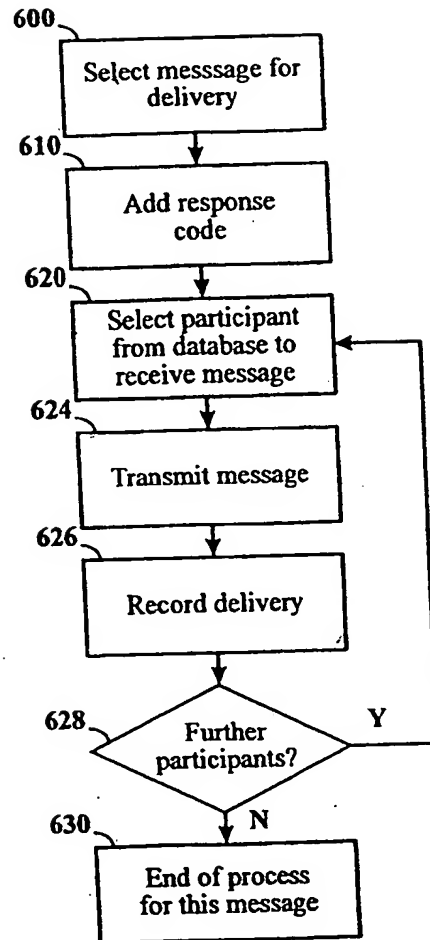 600
Select messsage for
delivery
610
Add response
code
620
Select participant
from database to
receive message
624
Transmit message
626
Record delivery
628
Further
participants?
Y
N
630
End of process
for this message